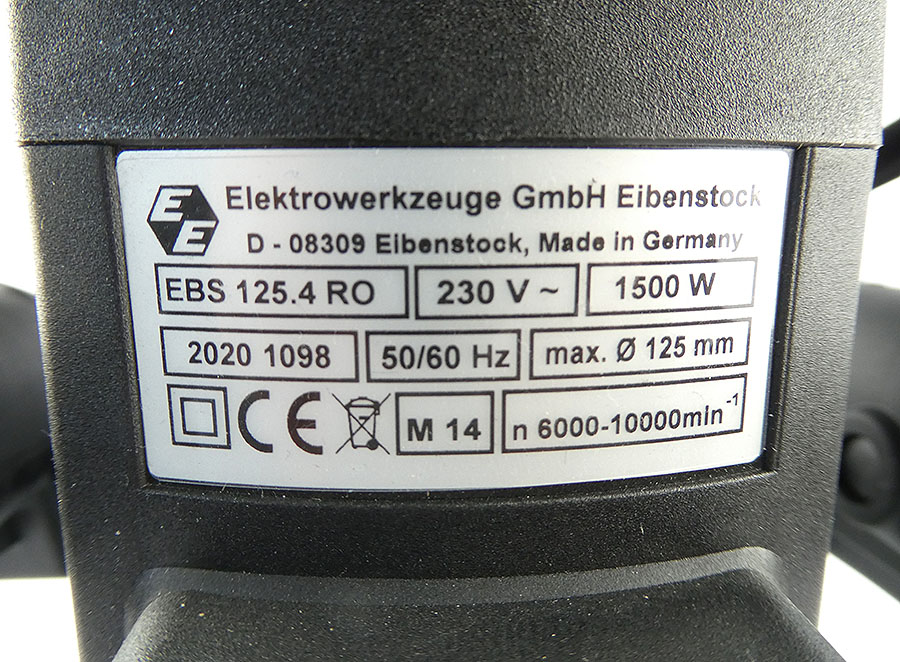 EE
Elektrowerkzeuge GmbH Eibenstock
D - 08309 Eibenstock, Made in Germany
EBS 125.4 RO 230 V ~ 1500 W
2020 1098 50/60 Hz max. Ø 125 mm
CE M 14 n 6000-10000min⁻¹